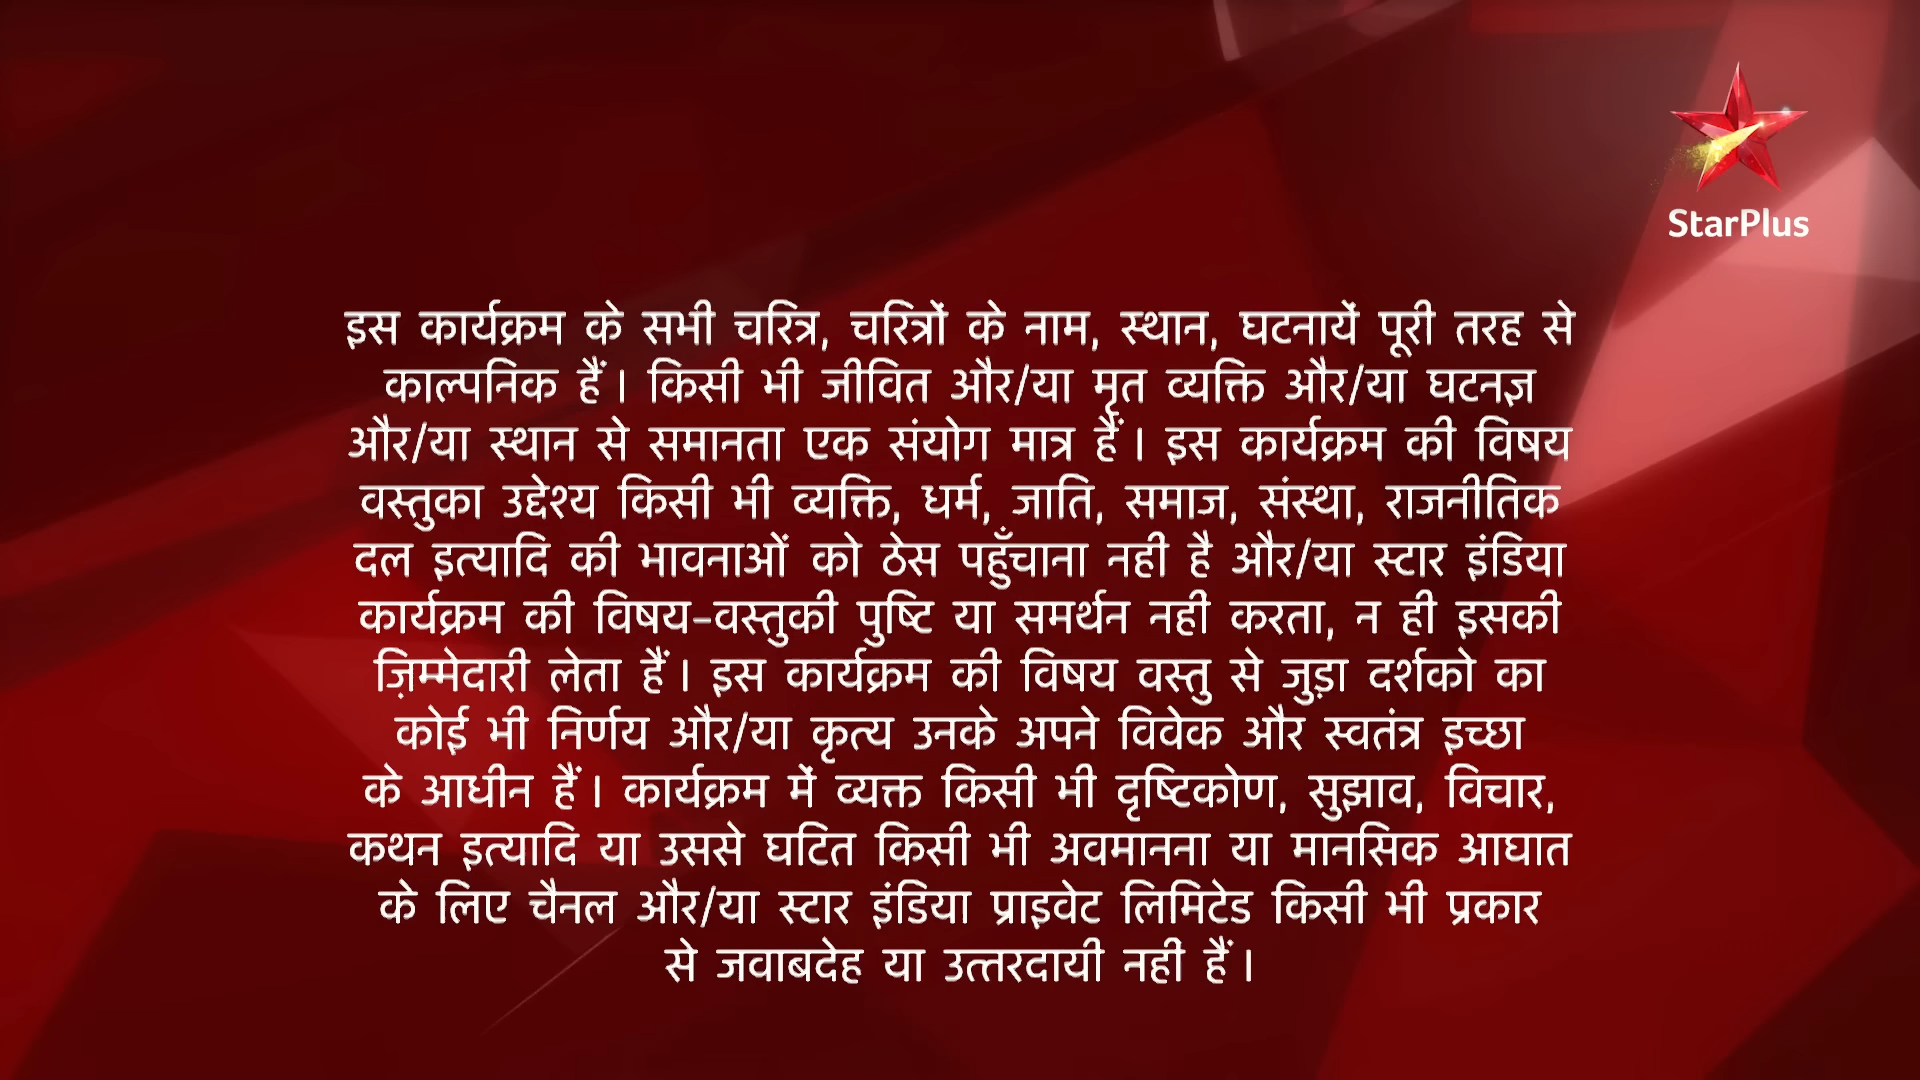 StarPlus
इस कार्यक्रम के सभी चरित्र, चरित्रों के नाम, स्थान, घटनायें पूरी तरह से
काल्पनिक हैं। किसी भी जीवित और/या मृत व्यक्ति और/या घटनज्ञ
और/या स्थान से समानता एक संयोग मात्र हैं। इस कार्यक्रम की विषय
वस्तुका उद्देश्य किसी भी व्यक्ति, धर्म, जाति, समाज, संस्था, राजनीतिक
दल इत्यादि की भावनाओं को ठेस पहुँचाना नही है और/या स्टार इंडिया
कार्यक्रम की विषय-वस्तुकी पुष्टि या समर्थन नही करता, न ही इसकी
ज़िम्मेदारी लेता हैं। इस कार्यक्रम की विषय वस्तु से जुड़ा दर्शको का
कोई भी निर्णय और/या कृत्य उनके अपने विवेक और स्वतंत्र इच्छा
के आधीन हैं। कार्यक्रम में व्यक्त किसी भी दृष्टिकोण, सुझाव, विचार,
कथन इत्यादि या उससे घटित किसी भी अवमानना या मानसिक आघात
के लिए चैनल और/या स्टार इंडिया प्राइवेट लिमिटेड किसी भी प्रकार
से जवाबदेह या उत्तरदायी नही हैं।